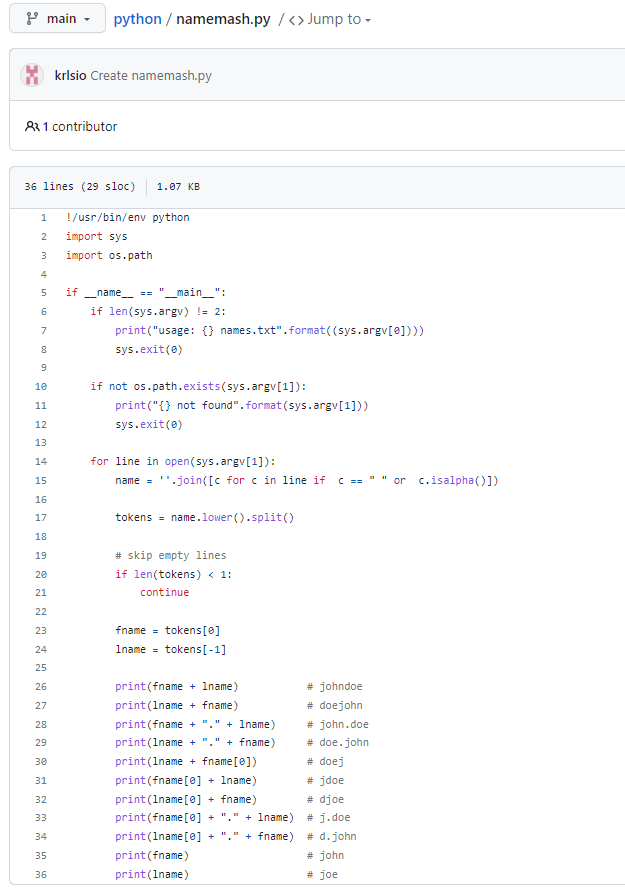 main python / namemash.py / <> Jump to
krlsio Create namemash.py
1 contributor
36 lines (29 sloc) 1.07 KB
1 !/usr/bin/env python
2 import sys
3 import os.path
4
5 if __name__ == "__main__":
6     if len(sys.argv) != 2:
7         print("usage: {} names.txt".format((sys.argv[0])))
8         sys.exit(0)
9
10     if not os.path.exists(sys.argv[1]):
11         print("{} not found".format(sys.argv[1]))
12         sys.exit(0)
13
14     for line in open(sys.argv[1]):
15         name = ''.join([c for c in line if  c == " " or  c.isalpha()])
16
17         tokens = name.lower().split()
18
19         # skip empty lines
20         if len(tokens) < 1:
21             continue
22
23         fname = tokens[0]
24         lname = tokens[-1]
25
26         print(fname + lname)           # johndoe
27         print(lname + fname)           # doejohn
28         print(fname + "." + lname)     # john.doe
29         print(lname + "." + fname)     # doe.john
30         print(lname + fname[0])        # doej
31         print(fname[0] + lname)        # jdoe
32         print(lname[0] + fname)        # djoe
33         print(fname[0] + "." + lname)  # j.doe
34         print(lname[0] + "." + fname)  # d.john
35         print(fname)                   # john
36         print(lname)                   # joe